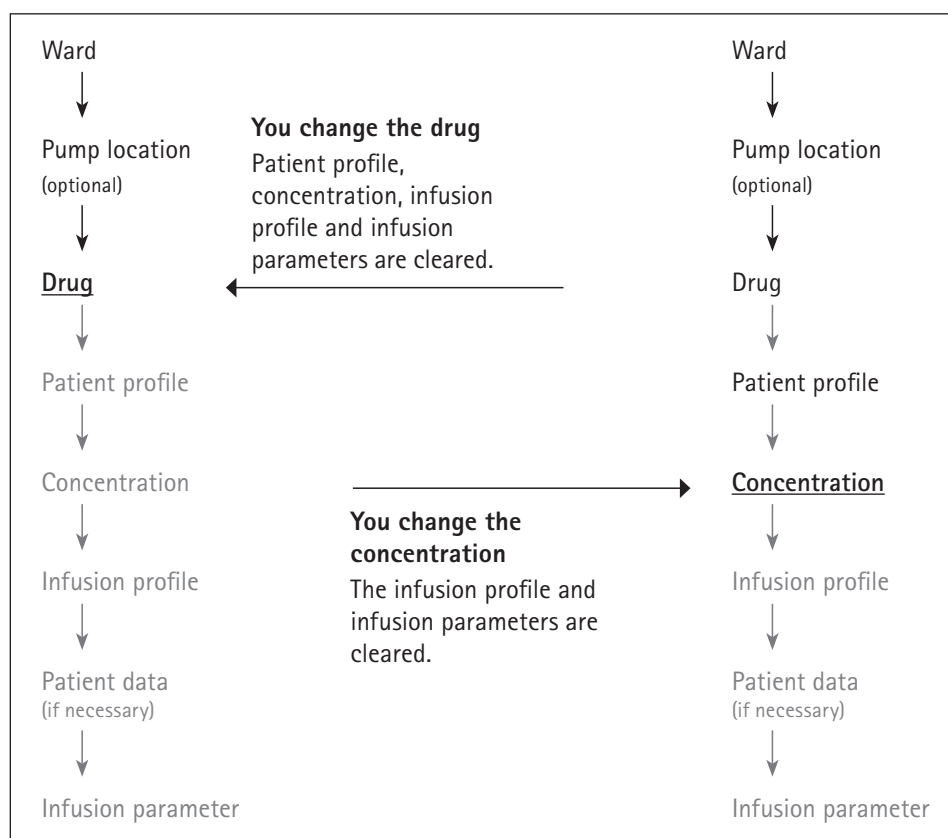 Ward
Pump location
(optional)
Drug
Patient profile
Concentration
Infusion profile
Patient data
(if necessary)
Infusion parameter
You change the drug
Patient profile,
concentration, infusion
profile and infusion
parameters are cleared.
You change the
concentration
The infusion profile and
infusion parameters are
cleared.
Ward
Pump location
(optional)
Drug
Patient profile
Concentration
Infusion profile
Patient data
(if necessary)
Infusion parameter